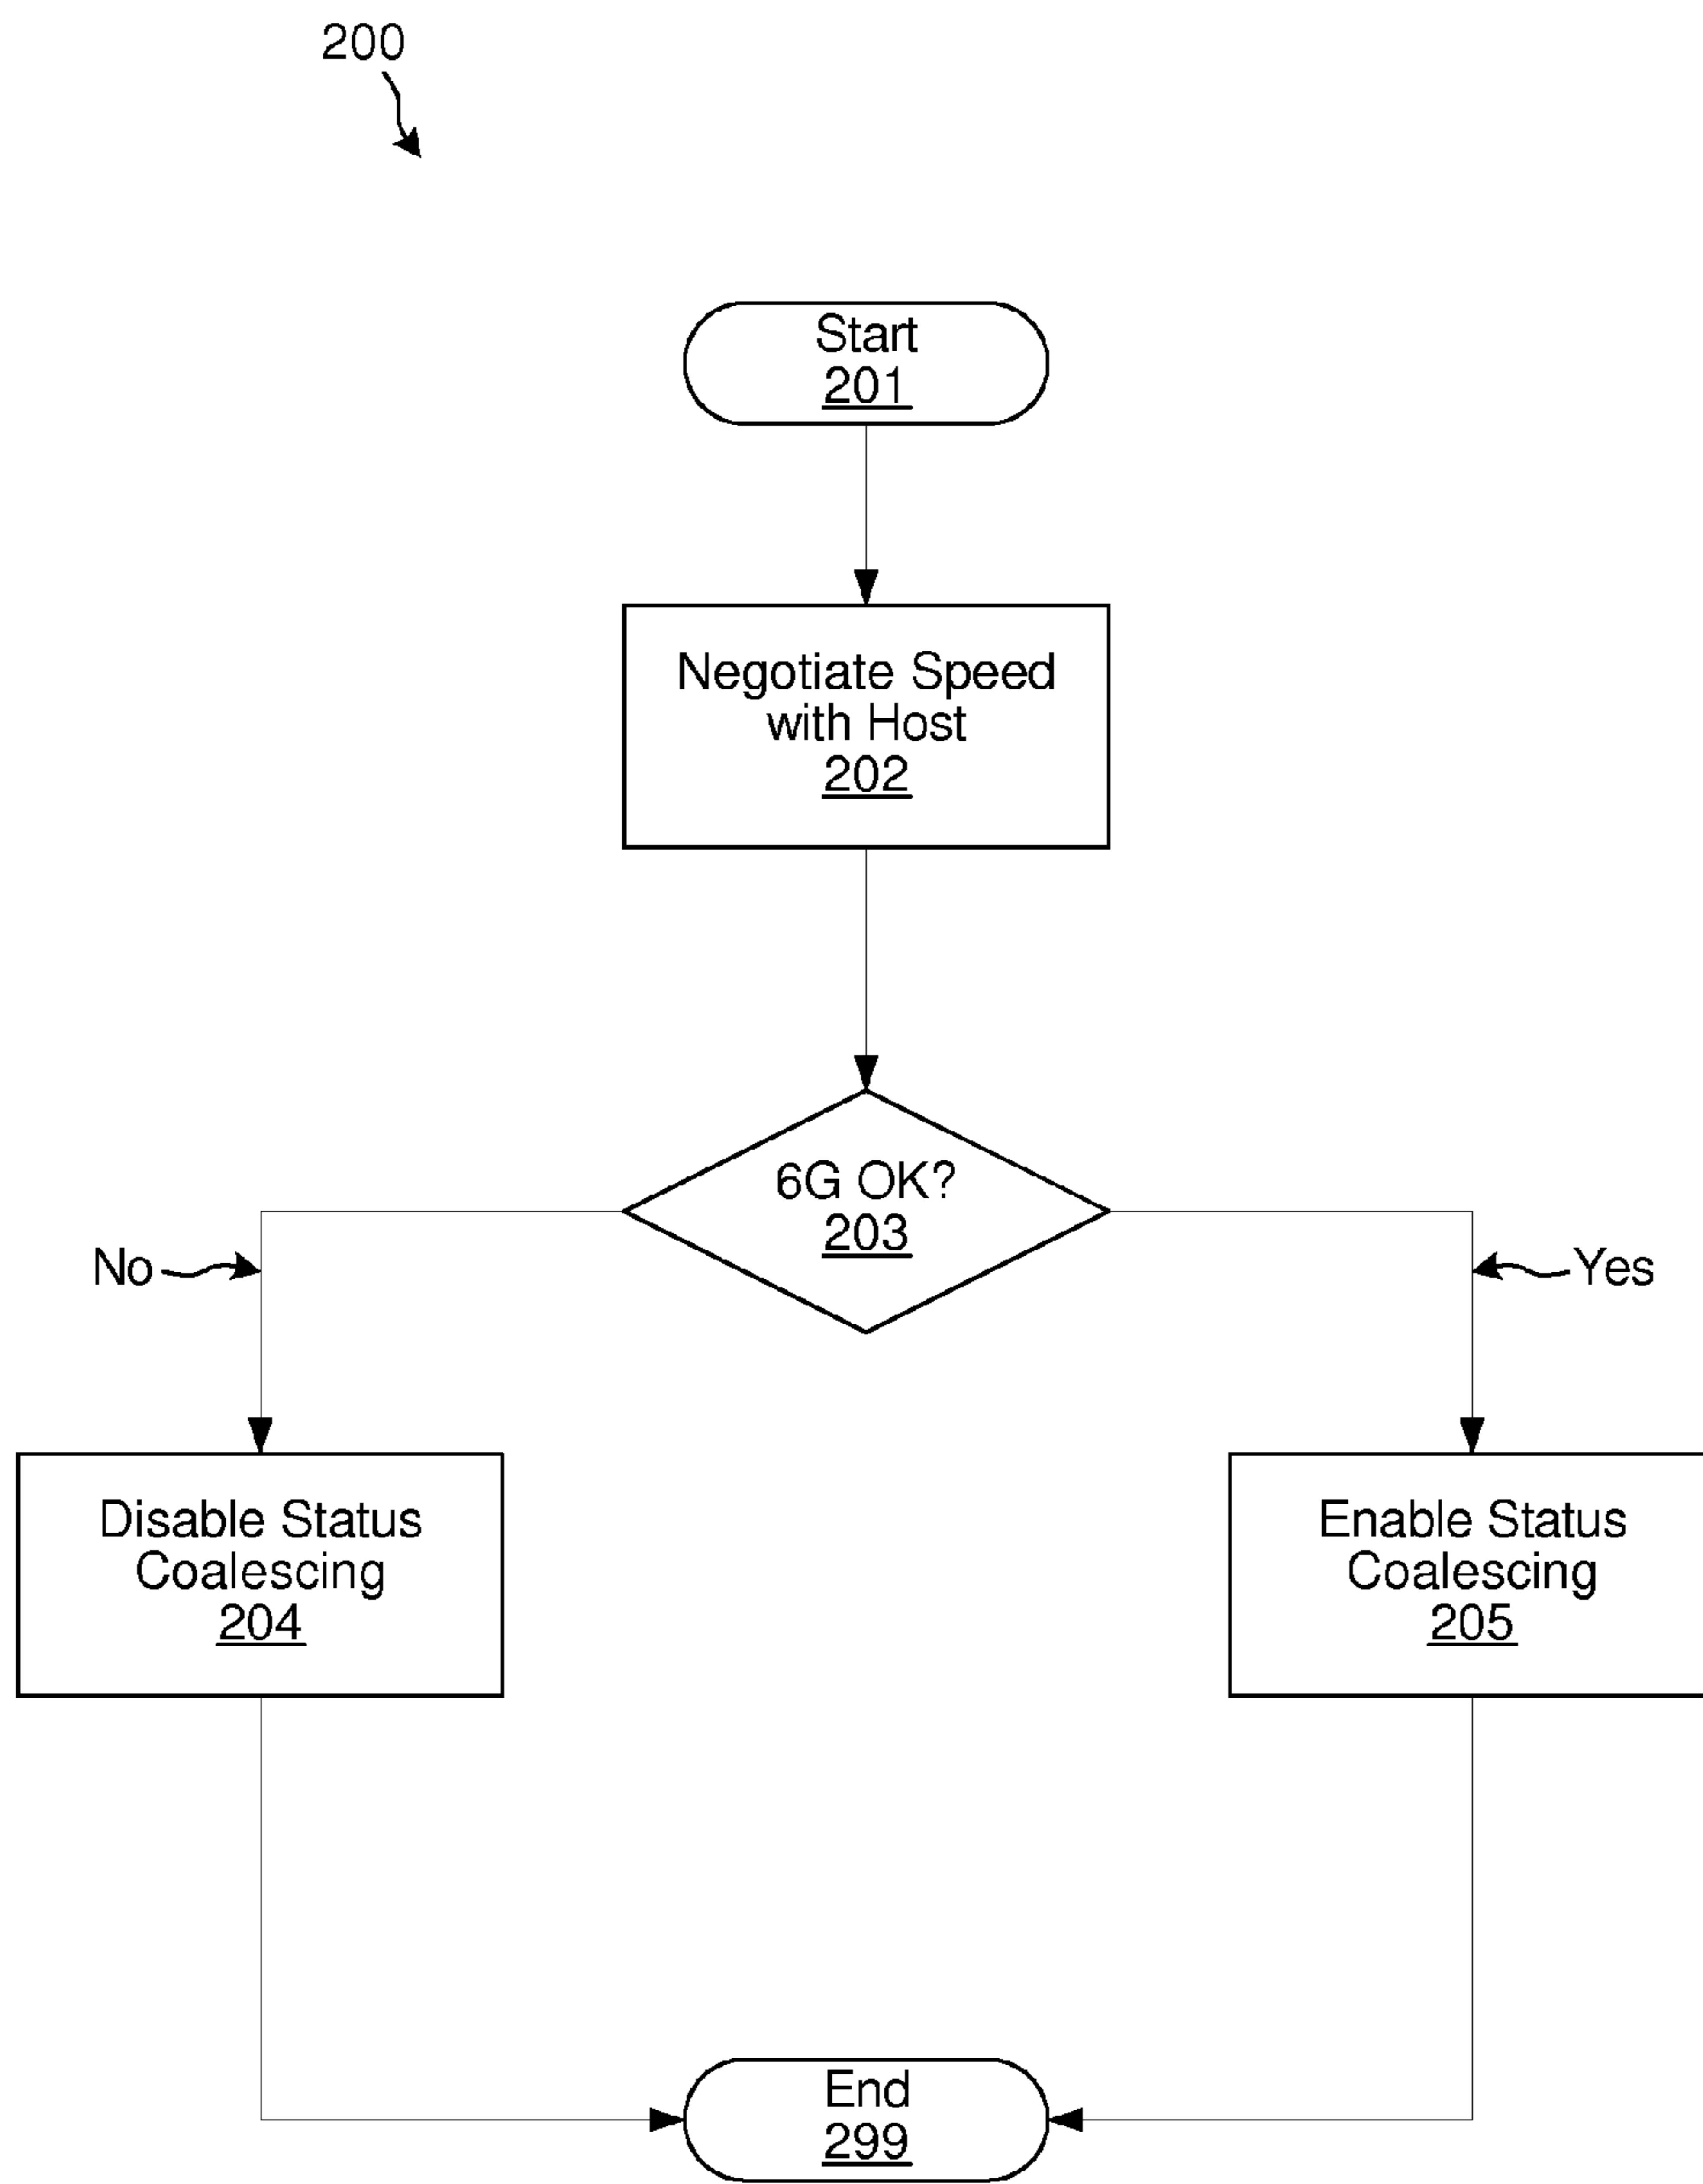 200
Start
201
Negotiate Speed
with Host
202
6G OK?
203
No
Yes
Disable Status
Coalescing
204
Enable Status
Coalescing
205
End
299